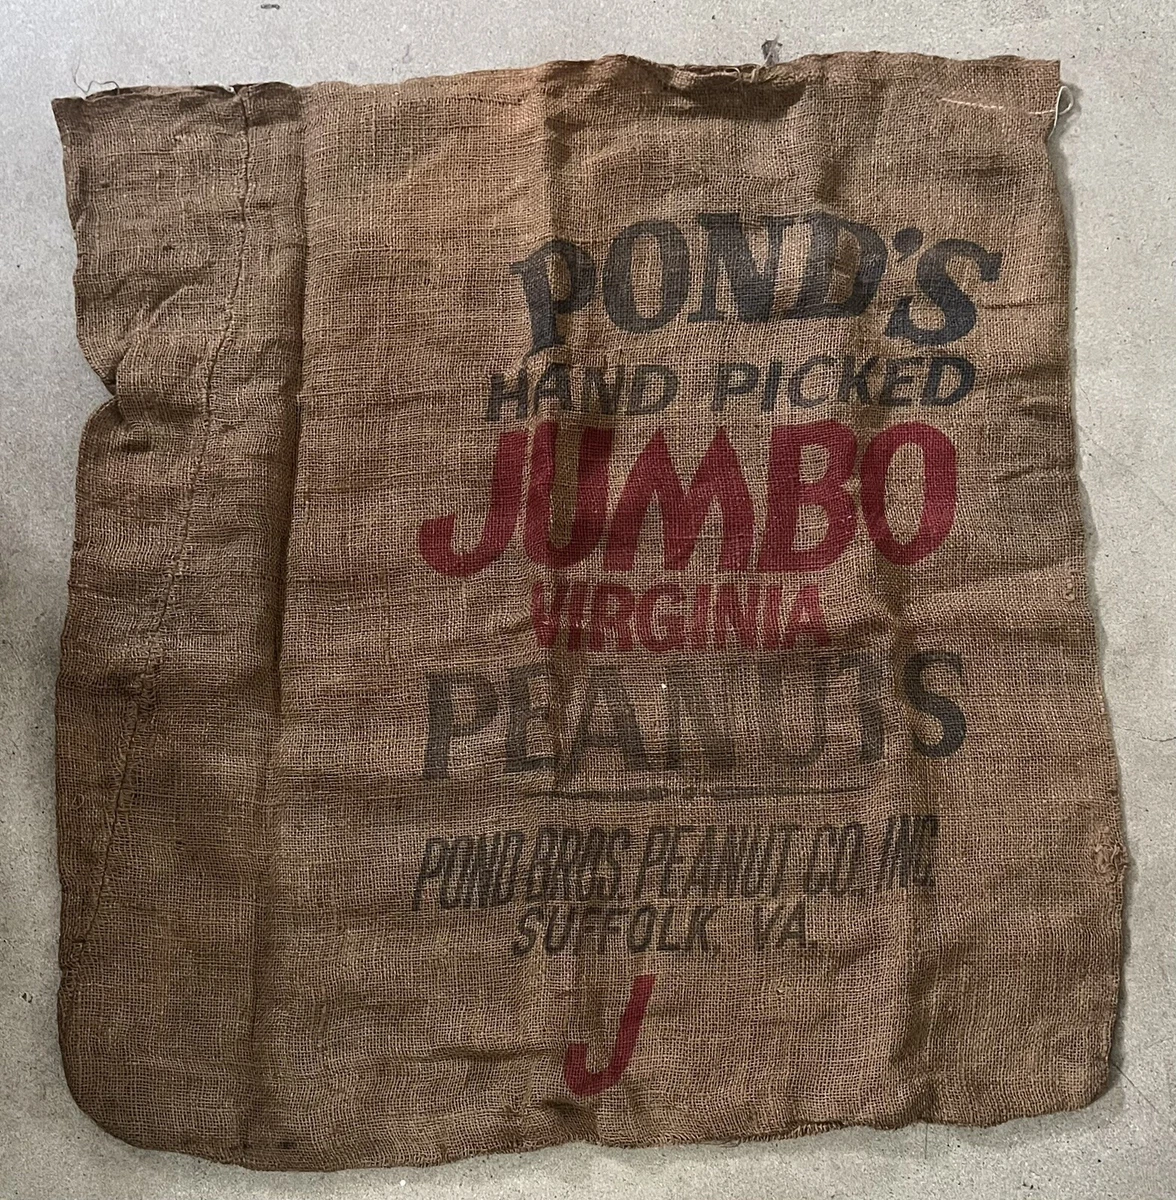 POND'S
HAND PICKED
JUMBO
VIRGINIA
PEANUTS
POND BROS. PEANUT CO., INC.
SUFFOLK VA.
J